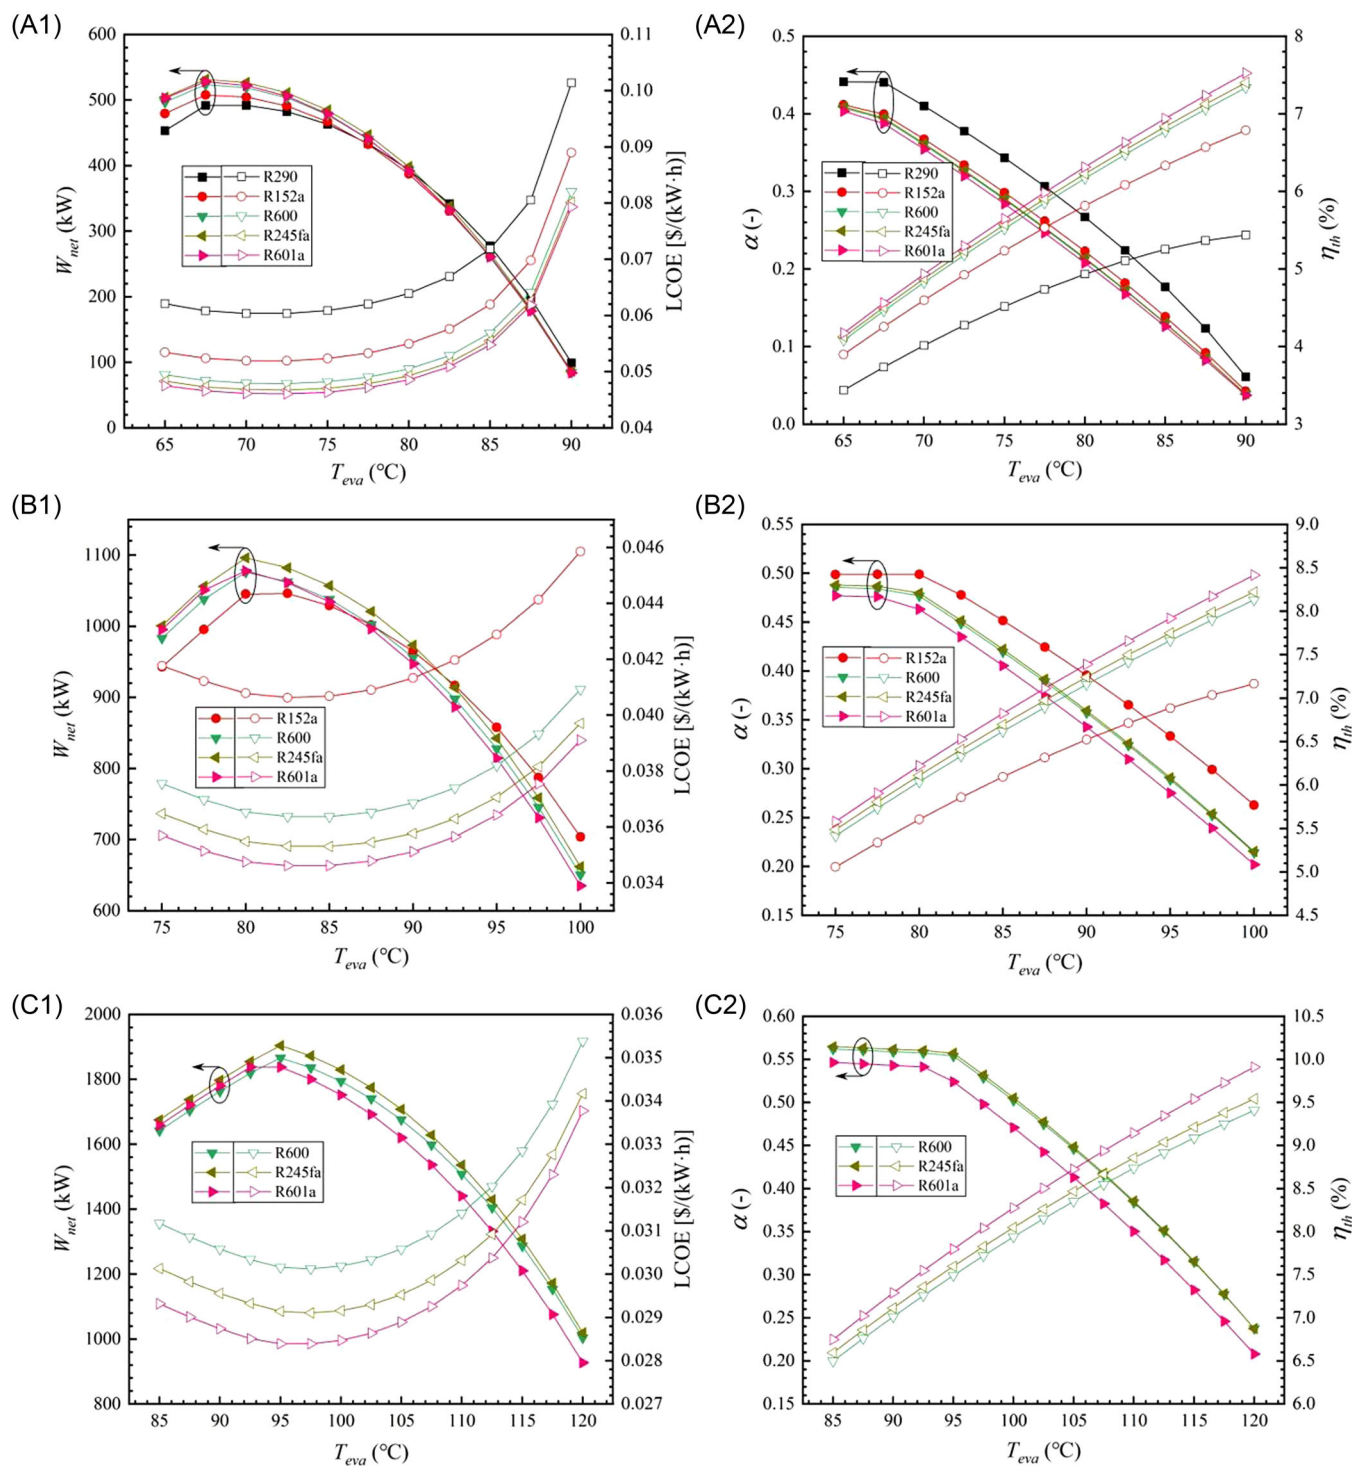 (A1)
600
500
400
300
200
100
0
W_net (kW)
0.11
0.10
0.09
0.08
0.07
0.06
0.05
0.04
LCOE [$/(kW·h)]
R290
R152a
R600
R245fa
R601a
65 70 75 80 85 90
T_eva (°C)
(A2)
0.5
0.4
0.3
0.2
0.1
0.0
α (-)
8
7
6
5
4
3
η_th (%)
R290
R152a
R600
R245fa
R601a
65 70 75 80 85 90
T_eva (°C)
(B1)
1100
1000
900
800
700
600
W_net (kW)
0.046
0.044
0.042
0.040
0.038
0.036
0.034
LCOE [$/(kW·h)]
R152a
R600
R245fa
R601a
75 80 85 90 95 100
T_eva (°C)
(B2)
0.55
0.50
0.45
0.40
0.35
0.30
0.25
0.20
0.15
α (-)
9.0
8.5
8.0
7.5
7.0
6.5
6.0
5.5
5.0
4.5
η_th (%)
R152a
R600
R245fa
R601a
75 80 85 90 95 100
T_eva (°C)
(C1)
2000
1800
1600
1400
1200
1000
800
W_net (kW)
0.036
0.035
0.034
0.033
0.032
0.031
0.030
0.029
0.028
0.027
LCOE [$/(kW·h)]
R600
R245fa
R601a
85 90 95 100 105 110 115 120
T_eva (°C)
(C2)
0.60
0.55
0.50
0.45
0.40
0.35
0.30
0.25
0.20
0.15
α (-)
10.5
10.0
9.5
9.0
8.5
8.0
7.5
7.0
6.5
6.0
η_th (%)
R600
R245fa
R601a
85 90 95 100 105 110 115 120
T_eva (°C)